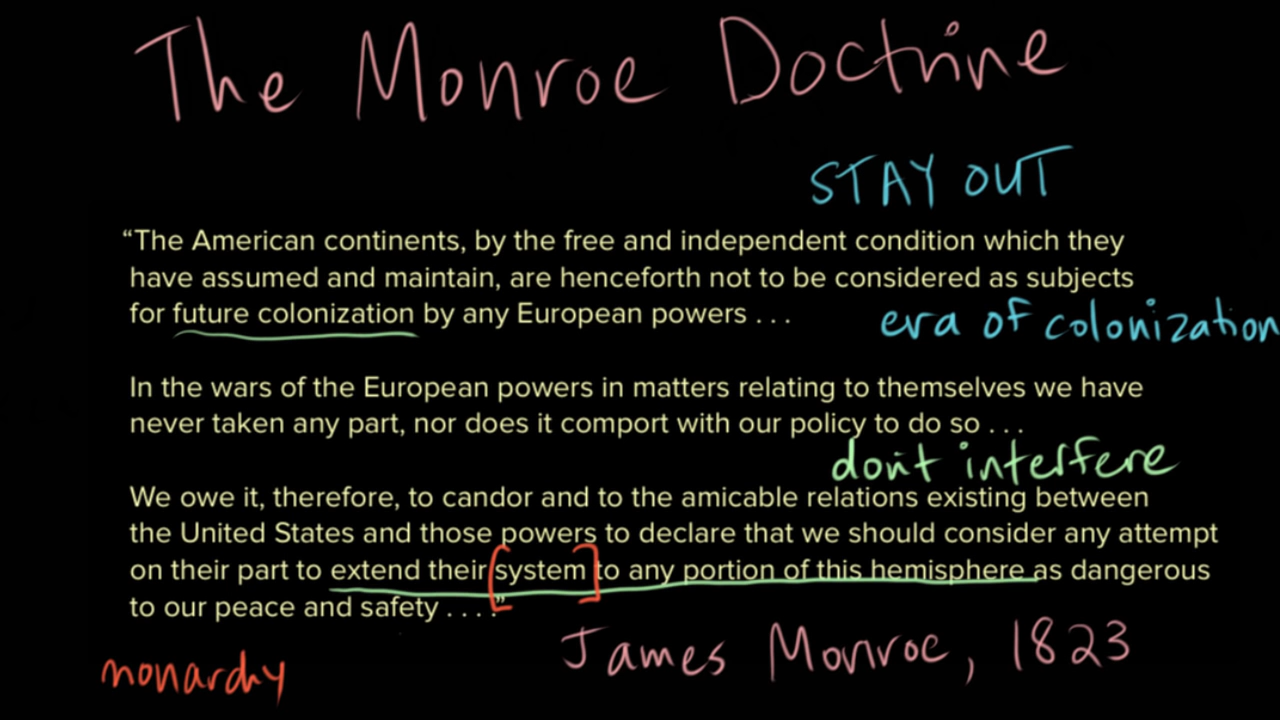 The Monroe Doctrine
STAY OUT
“The American continents, by the free and independent condition which they
have assumed and maintain, are henceforth not to be considered as subjects
for future colonization by any European powers . . .
era of colonization
In the wars of the European powers in matters relating to themselves we have
never taken any part, nor does it comport with our policy to do so . . .
don't interfere
We owe it, therefore, to candor and to the amicable relations existing between
the United States and those powers to declare that we should consider any attempt
on their part to extend their [system] to any portion of this hemisphere as dangerous
to our peace and safety . . . .”
James Monroe, 1823
monarchy